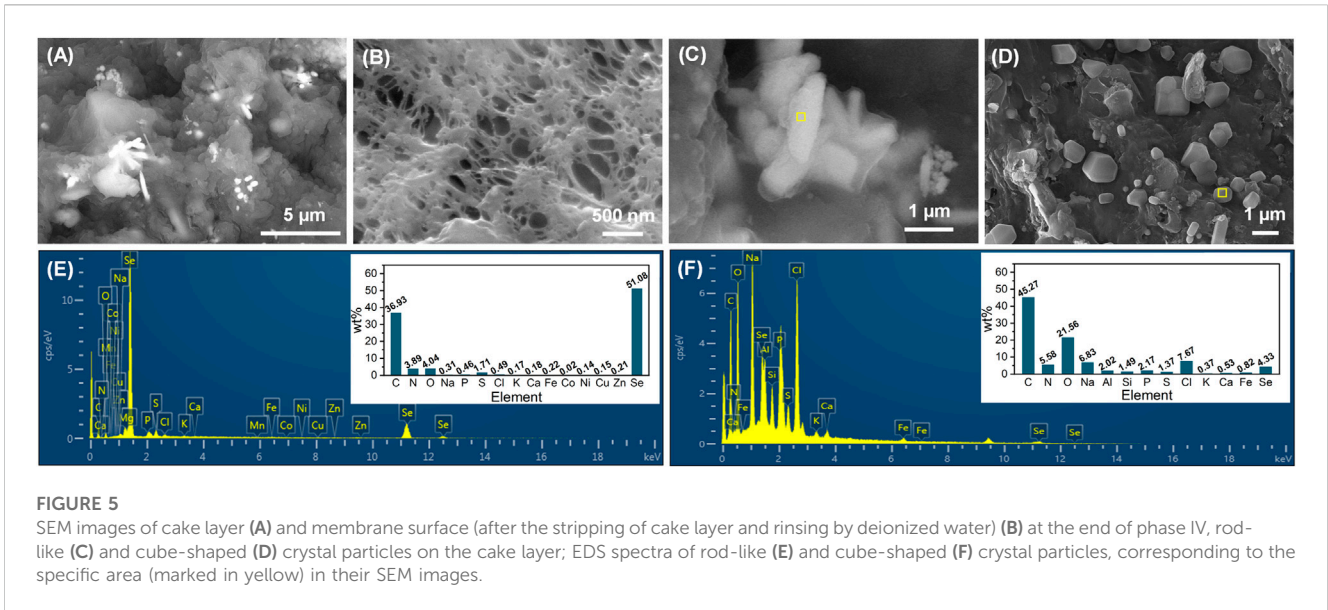 (A)
5 µm
(B)
500 nm
(C)
1 µm
(D)
1 µm
(E)
cps/eV
10
5
0
O
Na
Se
Co
Ni
N
C
Ca
Mg
P
S
Cl
K
Ca
Mn
Fe
Co
Ni
Cu
Zn
Zn
Se
Se
0 2 4 6 8 10 12 14 16 18 keV
wt%
60
50
40
30
20
10
0
36.93 3.89 4.04 0.31 0.46 1.71 0.49 0.17 0.18 0.22 0.02 0.14 0.15 0.21 51.08
C N O Na P S Cl K Ca Fe Co Ni Cu Zn Se
Element
(F)
cps/eV
6
4
2
0
C
O
Na
N
Ca
Fe
Se
Al
Si
P
S
Cl
K
Ca
Fe
Fe
Se
Se
0 2 4 6 8 10 12 14 16 18 keV
wt%
60
50
40
30
20
10
0
45.27 5.58 21.56 6.83 2.02 1.49 2.17 1.37 7.67 0.37 0.53 0.82 4.33
C N O Na Al Si P S Cl K Ca Fe Se
Element
FIGURE 5
SEM images of cake layer (A) and membrane surface (after the stripping of cake layer and rinsing by deionized water) (B) at the end of phase IV, rod-
like (C) and cube-shaped (D) crystal particles on the cake layer; EDS spectra of rod-like (E) and cube-shaped (F) crystal particles, corresponding to the
specific area (marked in yellow) in their SEM images.